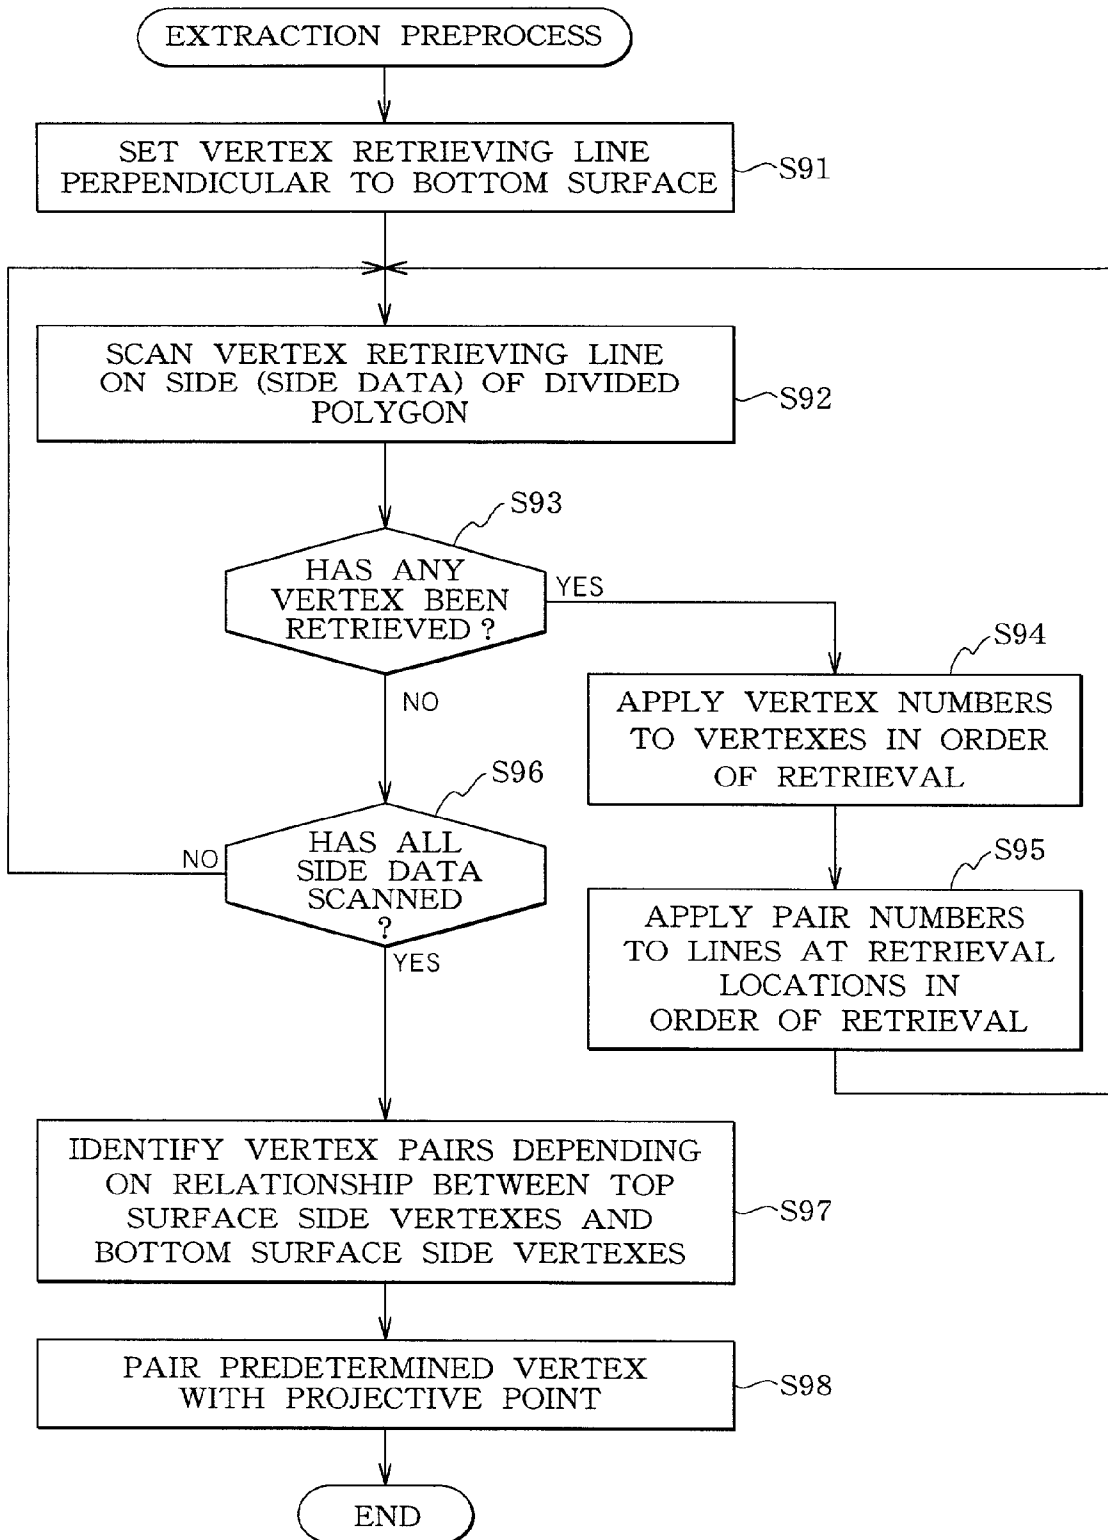 EXTRACTION PREPROCESS
SET VERTEX RETRIEVING LINE
PERPENDICULAR TO BOTTOM SURFACE
S91
SCAN VERTEX RETRIEVING LINE
ON SIDE (SIDE DATA) OF DIVIDED
POLYGON
S92
S93
HAS ANY
VERTEX BEEN
RETRIEVED ?
YES
NO
S94
APPLY VERTEX NUMBERS
TO VERTEXES IN ORDER
OF RETRIEVAL
S96
HAS ALL
SIDE DATA
SCANNED
?
NO
YES
S95
APPLY PAIR NUMBERS
TO LINES AT RETRIEVAL
LOCATIONS IN
ORDER OF RETRIEVAL
IDENTIFY VERTEX PAIRS DEPENDING
ON RELATIONSHIP BETWEEN TOP
SURFACE SIDE VERTEXES AND
BOTTOM SURFACE SIDE VERTEXES
S97
PAIR PREDETERMINED VERTEX
WITH PROJECTIVE POINT
S98
END